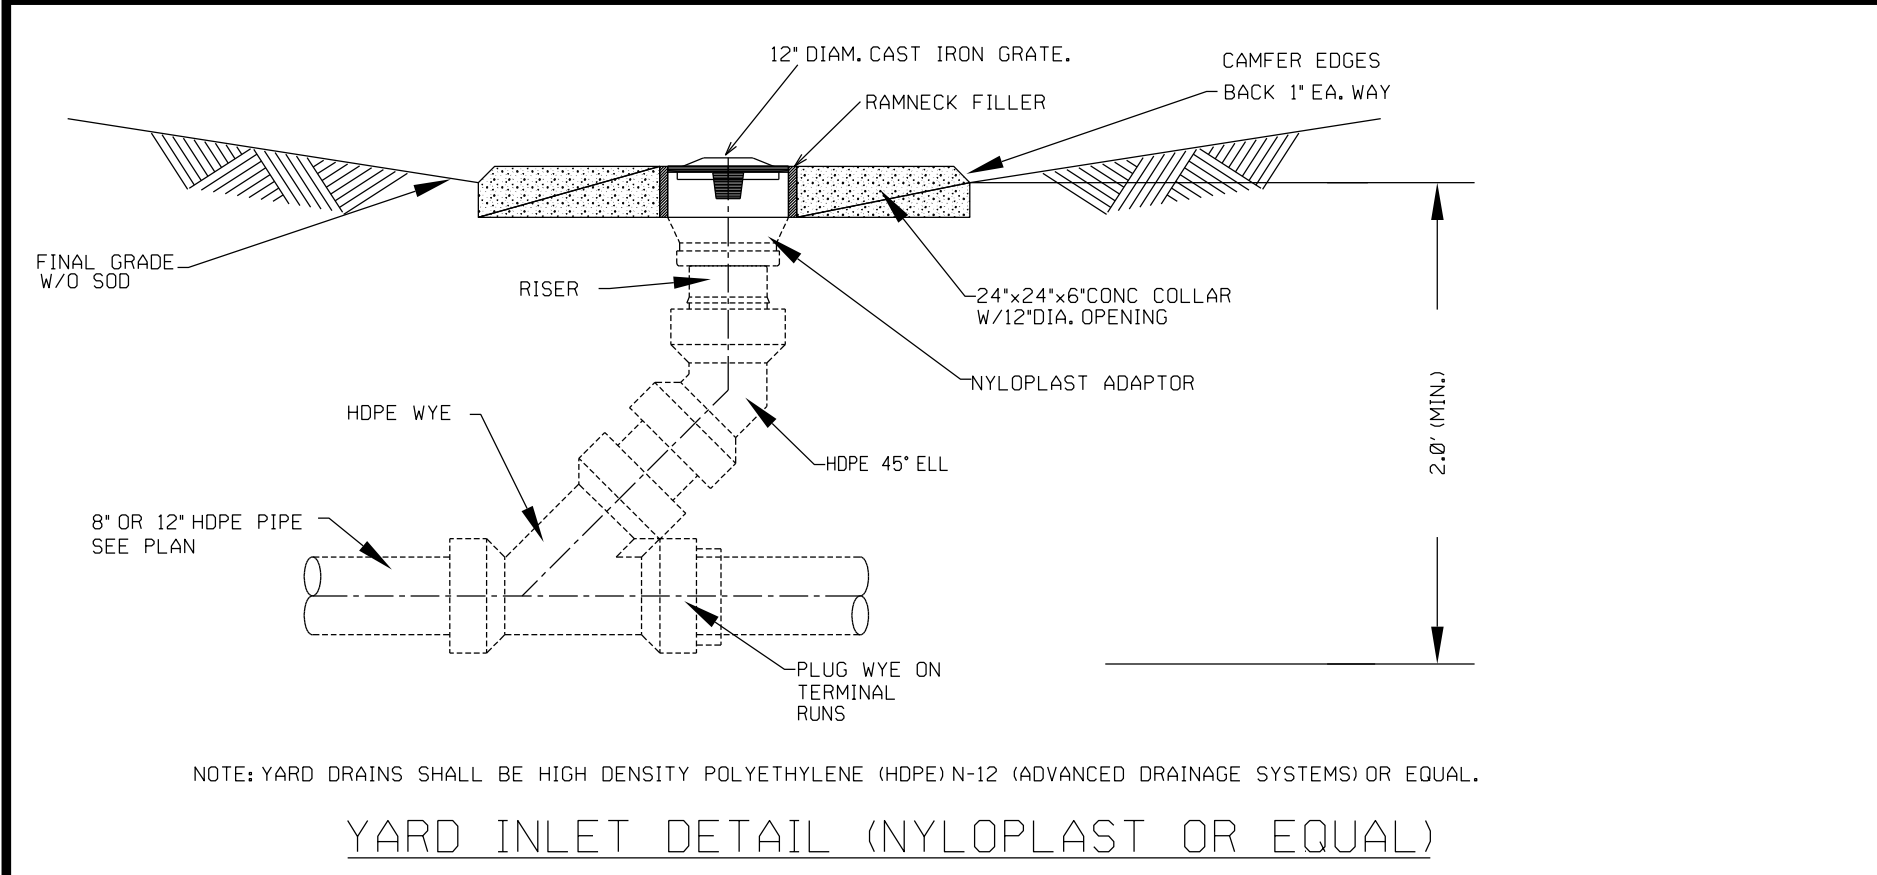 12" DIAM. CAST IRON GRATE.
CAMFER EDGES
BACK 1" EA. WAY
RAMNECK FILLER
FINAL GRADE
W/O SOD
RISER
24"x24"x6"CONC COLLAR
W/12"DIA. OPENING
NYLOPLAST ADAPTOR
2.0' (MIN.)
HDPE WYE
HDPE 45° ELL
8" OR 12" HDPE PIPE
SEE PLAN
PLUG WYE ON
TERMINAL
RUNS
NOTE: YARD DRAINS SHALL BE HIGH DENSITY POLYETHYLENE (HDPE) N-12 (ADVANCED DRAINAGE SYSTEMS) OR EQUAL.
YARD INLET DETAIL (NYLOPLAST OR EQUAL)